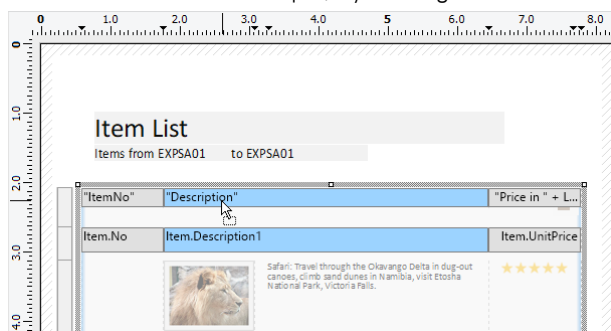 0 1.0 2.0 3.0 4.0 5 6.0 7.0 8.0
0
1.0
Item List
Items from EXPSA01 to EXPSA01
2.0
"ItemNo" "Description" "Price in " + L...
Item.No Item.Description1 Item.UnitPrice
3.0
Safari: Travel through the Okavango Delta in dug-out
canoes, climb sand dunes in Namibia, visit Etosha
National Park, Victoria Falls.
4.0